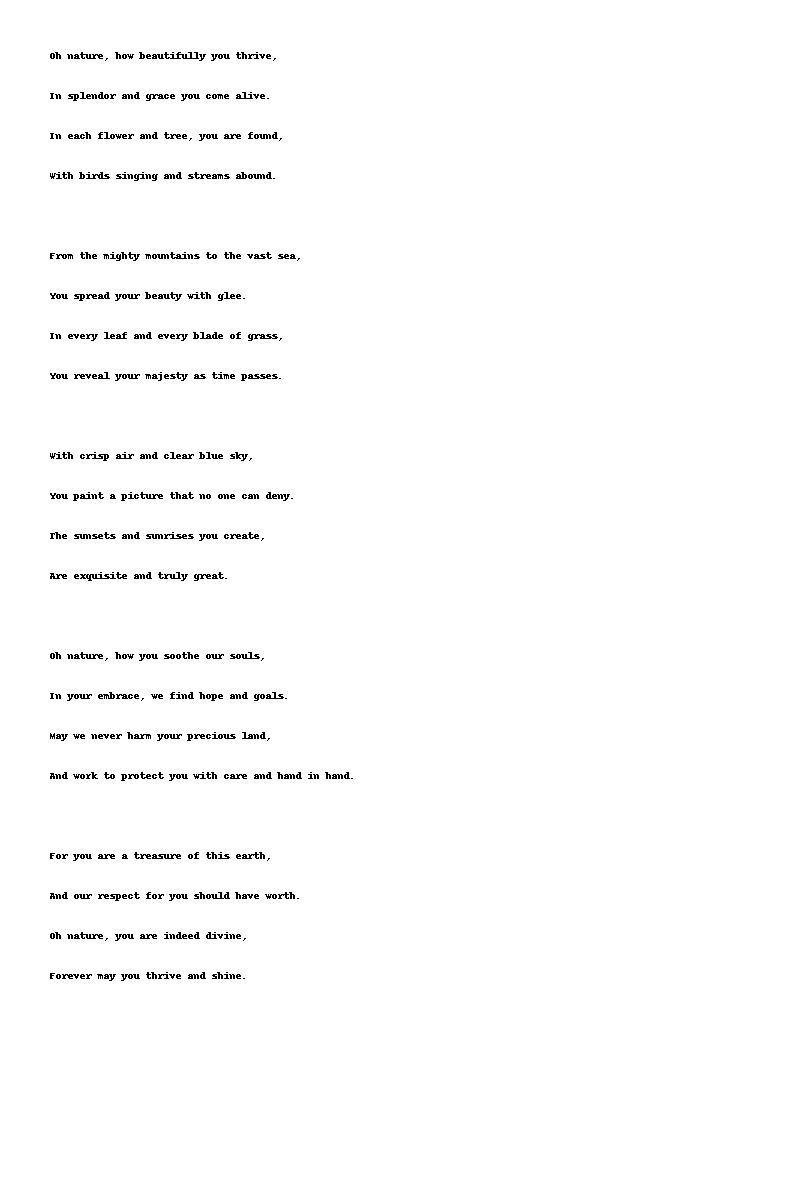 Oh nature, how beautifully you thrive,
In splendor and grace you come alive.
In each flower and tree, you are found,
With birds singing and streams abound.
From the mighty mountains to the vast sea,
You spread your beauty with glee.
In every leaf and every blade of grass,
You reveal your majesty as time passes.
With crisp air and clear blue sky,
You paint a picture that no one can deny.
The sunsets and sunrises you create,
Are exquisite and truly great.
Oh nature, how you soothe our souls,
In your embrace, we find hope and goals.
May we never harm your precious land,
And work to protect you with care and hand in hand.
For you are a treasure of this earth,
And our respect for you should have worth.
Oh nature, you are indeed divine,
Forever may you thrive and shine.